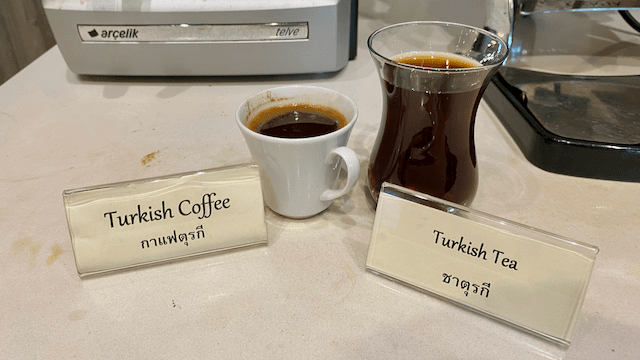 arçelik
telve
Turkish Coffee
กาแฟตุรกี
Turkish Tea
ชาตุรกี